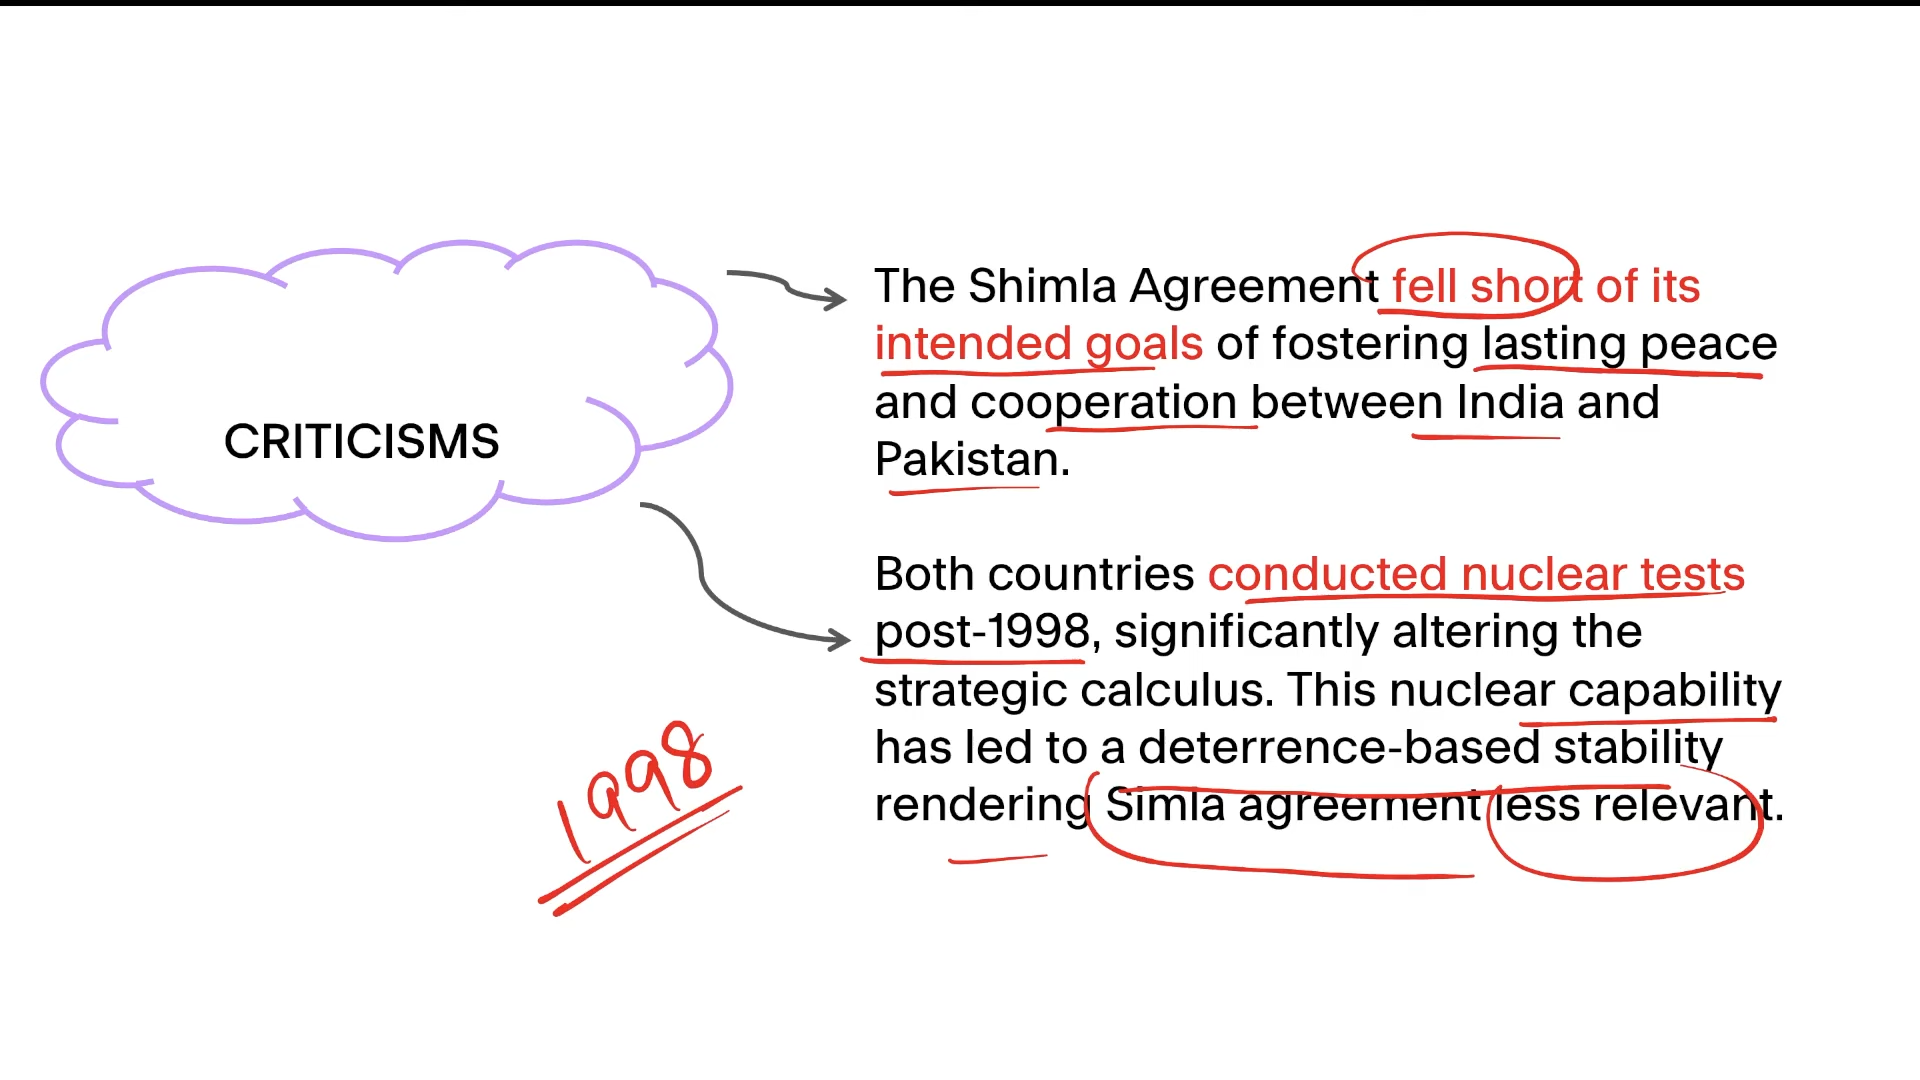 CRITICISMS
The Shimla Agreement fell short of its
intended goals of fostering lasting peace
and cooperation between India and
Pakistan.
Both countries conducted nuclear tests
post-1998, significantly altering the
strategic calculus. This nuclear capability
has led to a deterrence-based stability
rendering Simla agreement less relevant.
1998